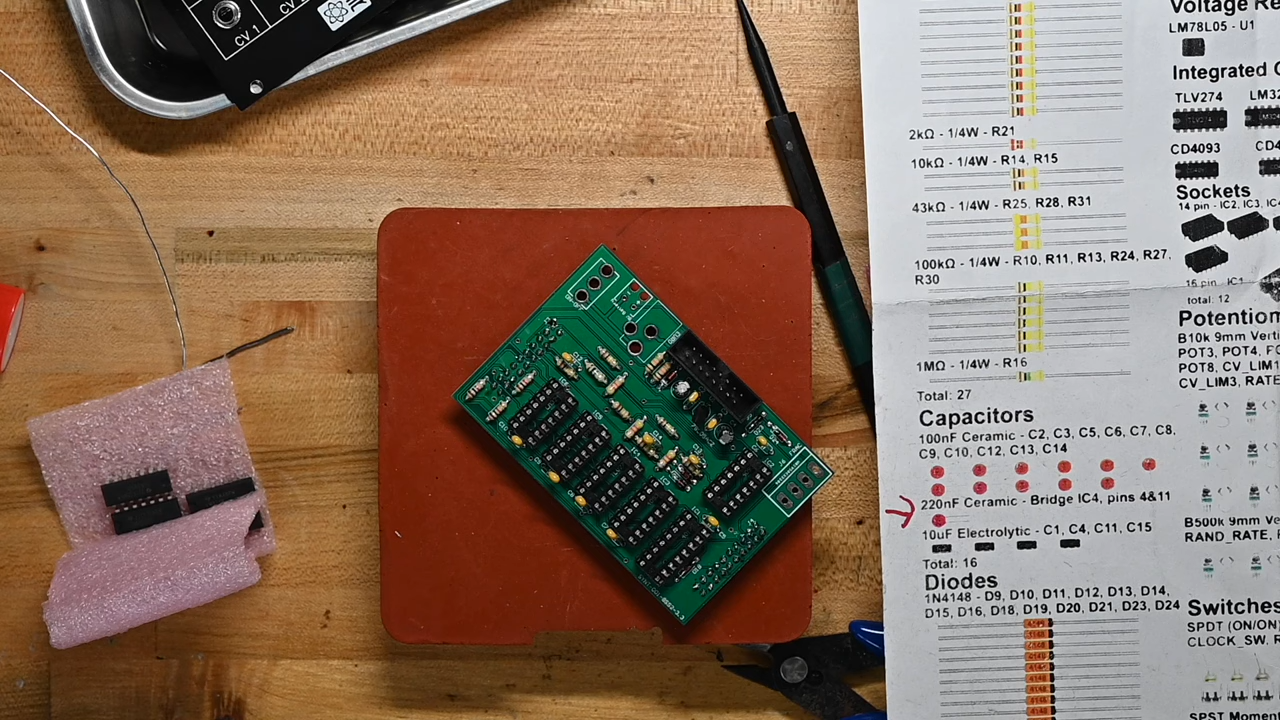 CV 1
2kΩ - 1/4W - R21
10kΩ - 1/4W - R14, R15
43kΩ - 1/4W - R25, R28, R31
100kΩ - 1/4W - R10, R11, R13, R24, R27,
R30
1MΩ - 1/4W - R16
Total: 27
Capacitors
100nF Ceramic - C2, C3, C5, C6, C7, C8,
C9, C10, C12, C13, C14
220nF Ceramic - Bridge IC4, pins 4&11
10uF Electrolytic - C1, C4, C11, C15
Total: 16
Diodes
1N4148 - D9, D10, D11, D12, D13, D14,
D15, D16, D18, D19, D20, D21, D23, D24
Voltage Re
LM78L05 - U1
Integrated C
TLV274 LM32
TLV274 LM324
CD4093 CD4
Sockets
14 pin - IC2, IC3, IC4
16 pin - IC1
total: 12
Potention
B10k 9mm Verti
POT3, POT4, PO
POT8, CV_LIM1
CV_LIM3, RATE
B500k 9mm Ve
RAND_RATE, F
Switches
SPDT (ON/ON)
CLOCK_SW, F
SPST Momen